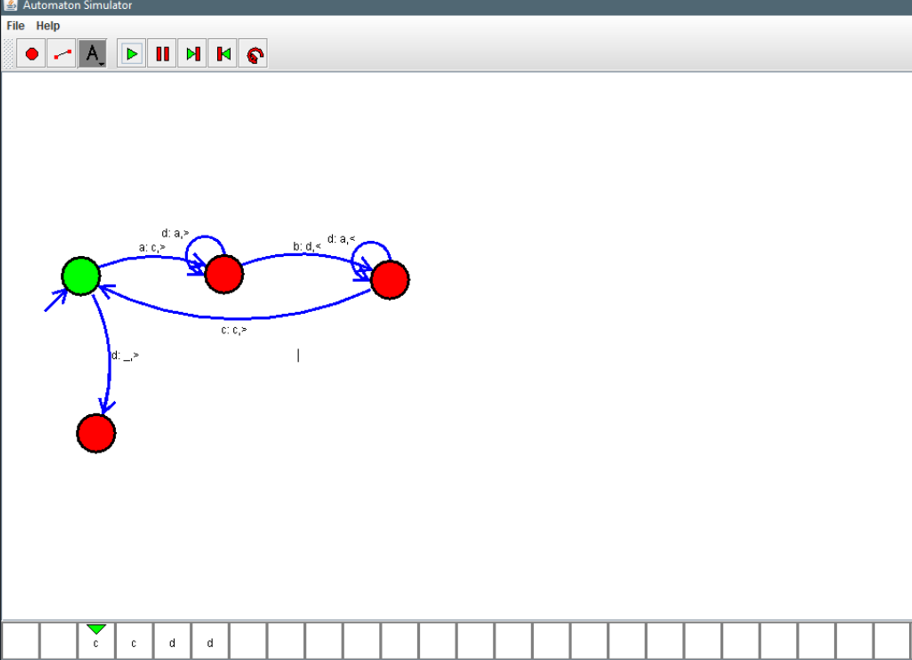 Automaton Simulator
File Help
A
d: a,>
a: c,>
b: d,<
d: a,<
c: c,>
d: _,>
c c d d